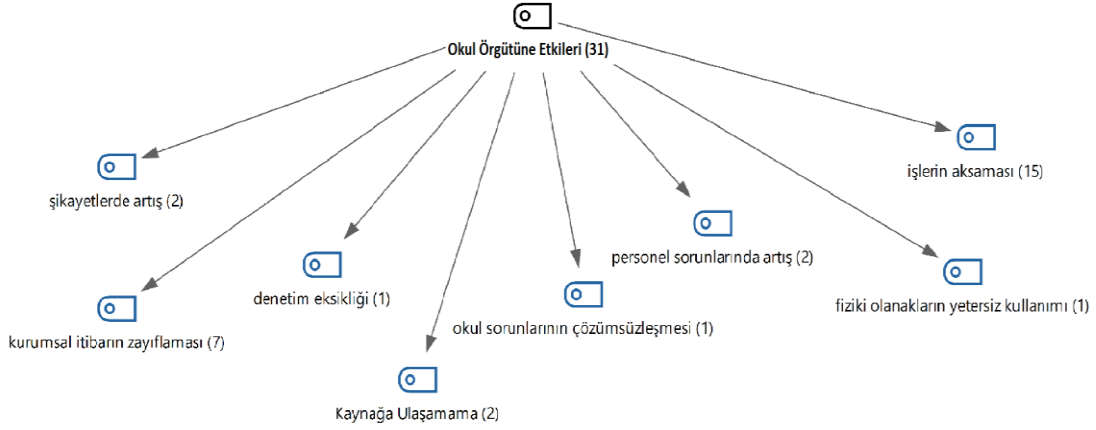 Okul Örgütüne Etkileri (31)
işlerin aksaması (15)
şikayetlerde artış (2)
personel sorunlarında artış (2)
denetim eksikliği (1)
fiziki olanakların yetersiz kullanımı (1)
okul sorunlarının çözümsüzleşmesi (1)
kurumsal itibarın zayıflaması (7)
Kaynağa Ulaşamama (2)